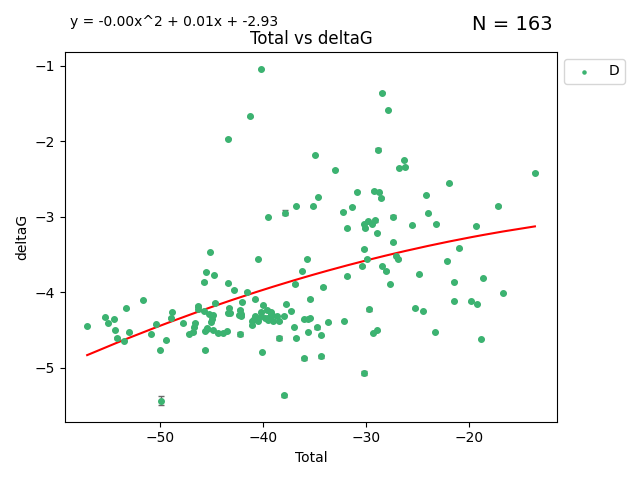 y = -0.00x^2 + 0.01x + -2.93
N = 163
Total vs deltaG
D
−1
−2
−3
−4
−5
deltaG
−50
−40
−30
−20
Total